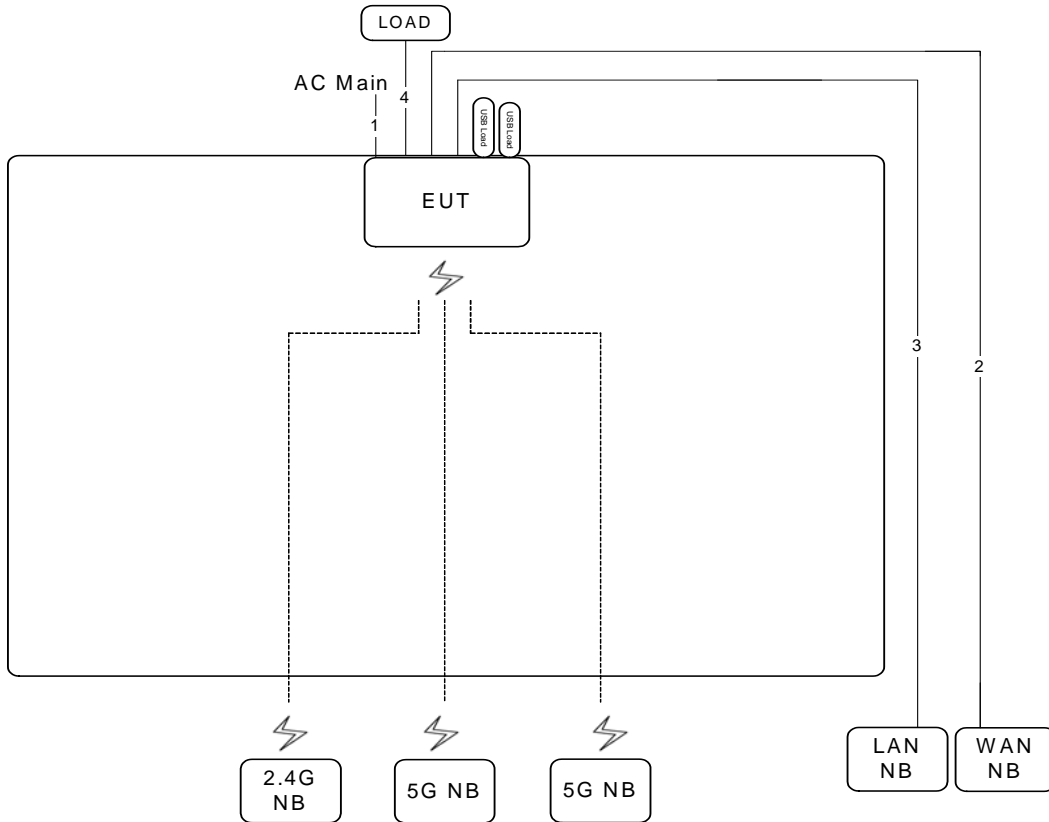 LOAD
AC Main
4
1
USB Load
USB Load
EUT
3
2
2.4G
NB
5G NB
5G NB
LAN
NB
WAN
NB